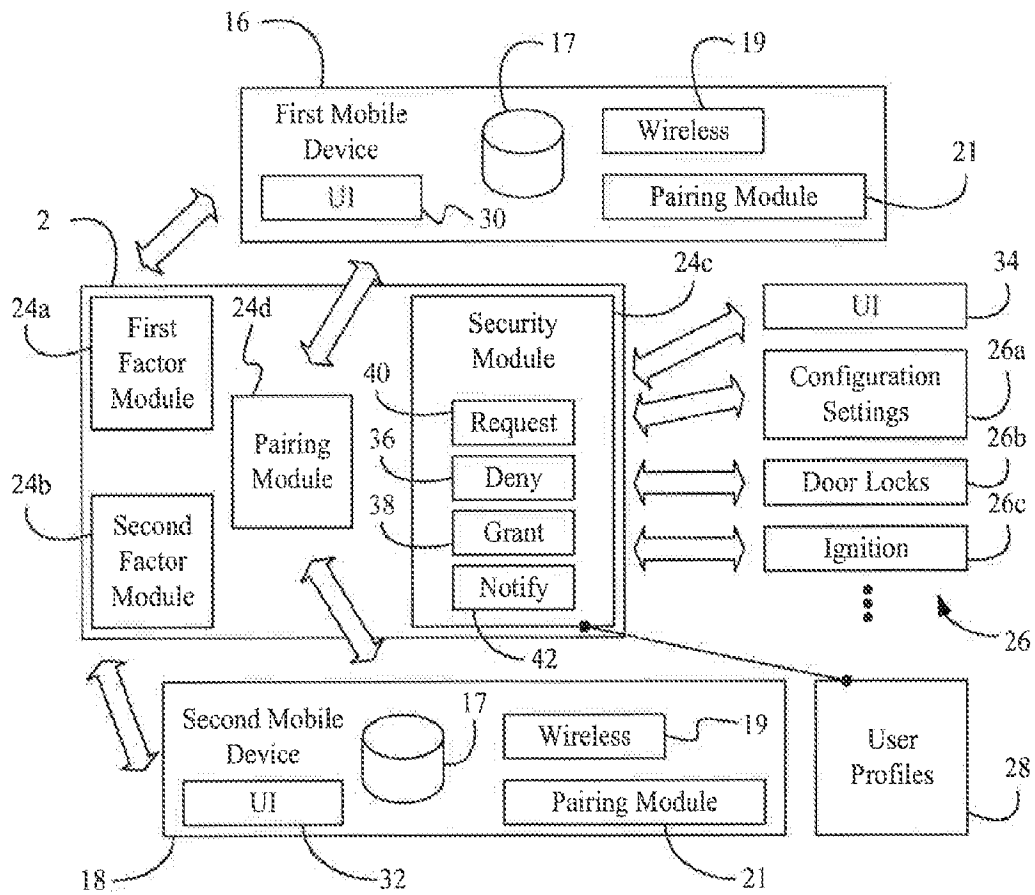 16
17
19
First Mobile
Device
Wireless
21
UI
Pairing Module
30
2
24a
24d
24c
34
First
Factor
Module
Security
Module
UI
40
Request
Configuration
Settings
26a
Pairing
Module
36
Deny
26b
24b
Door Locks
38
Grant
26c
Second
Factor
Module
Ignition
Notify
42
26
Second Mobile
Device
17
Wireless
19
User
Profiles
UI
Pairing Module
28
18
32
21